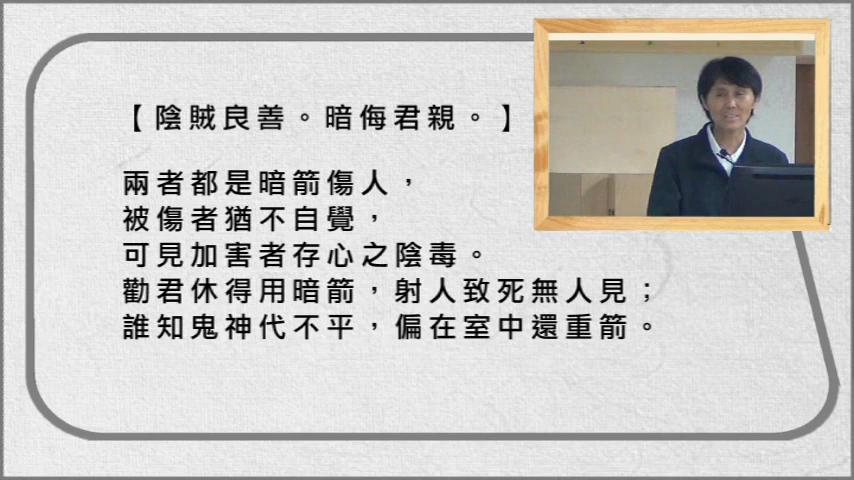 【陰賊良善。暗侮君親。】
兩者都是暗箭傷人，
被傷者猶不自覺，
可見加害者存心之陰毒。
勸君休得用暗箭，射人致死無人見；
誰知鬼神代不平，偏在室中還重箭。